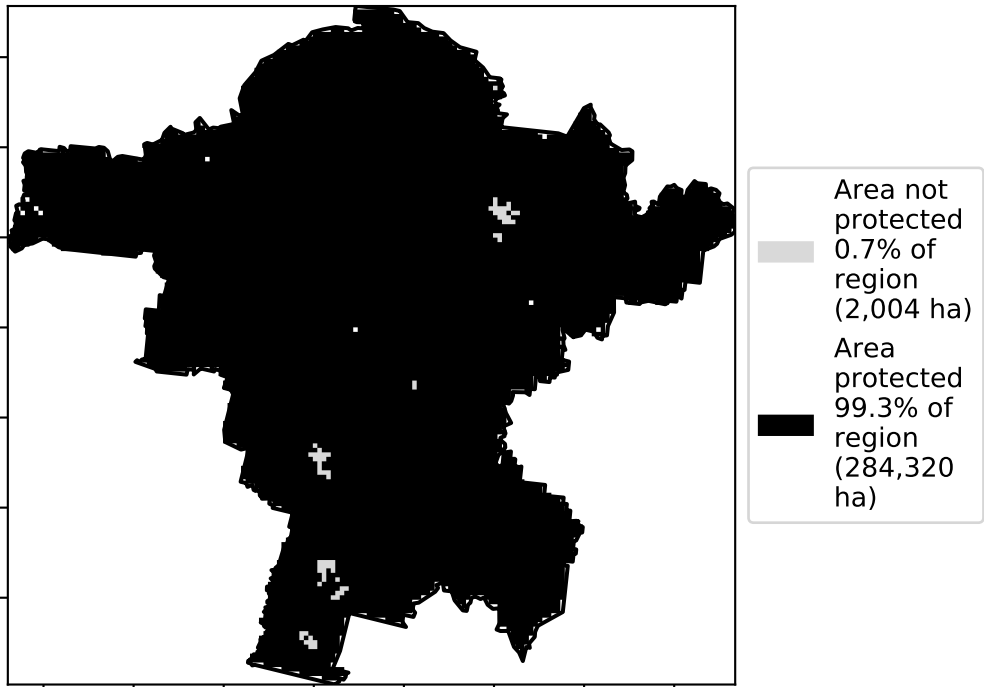 Area not
protected
0.7% of
region
(2,004 ha)
Area
protected
99.3% of
region
(284,320
ha)